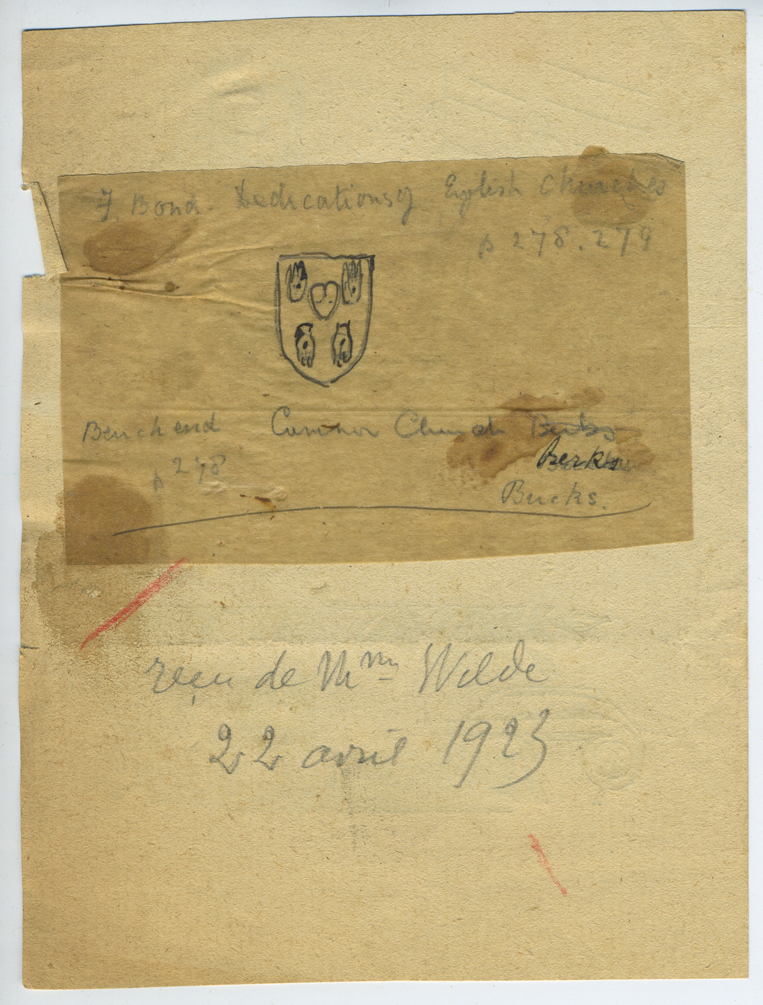 F. Bond. Dedications of English Churches
p 278. 279
Bench end Cumnor Church Berks
p 278
Berks
Bucks.
reçu de Mme Wilde
22 avril 1923